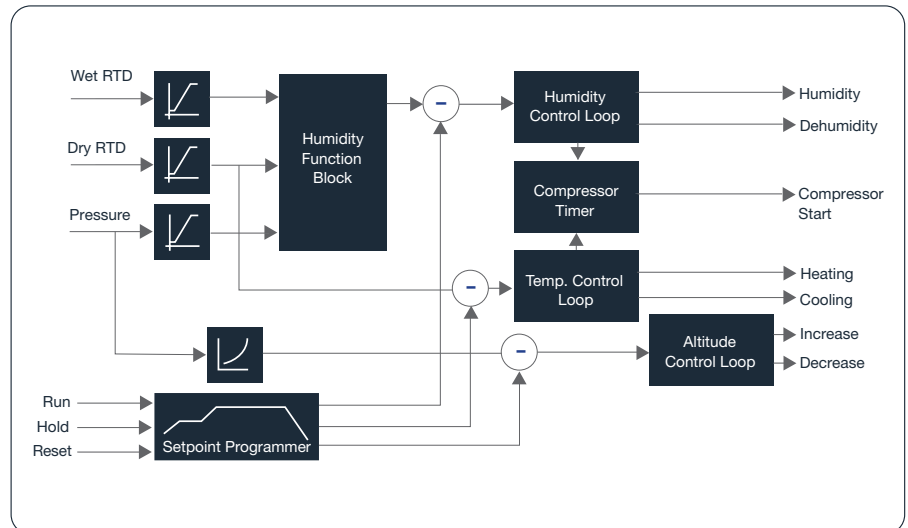 Wet RTD
Dry RTD
Pressure
Humidity
Function
Block
Humidity
Control Loop
Humidity
Dehumidity
Compressor
Timer
Compressor
Start
Temp. Control
Loop
Heating
Cooling
Altitude
Control Loop
Increase
Decrease
Run
Hold
Reset
Setpoint Programmer